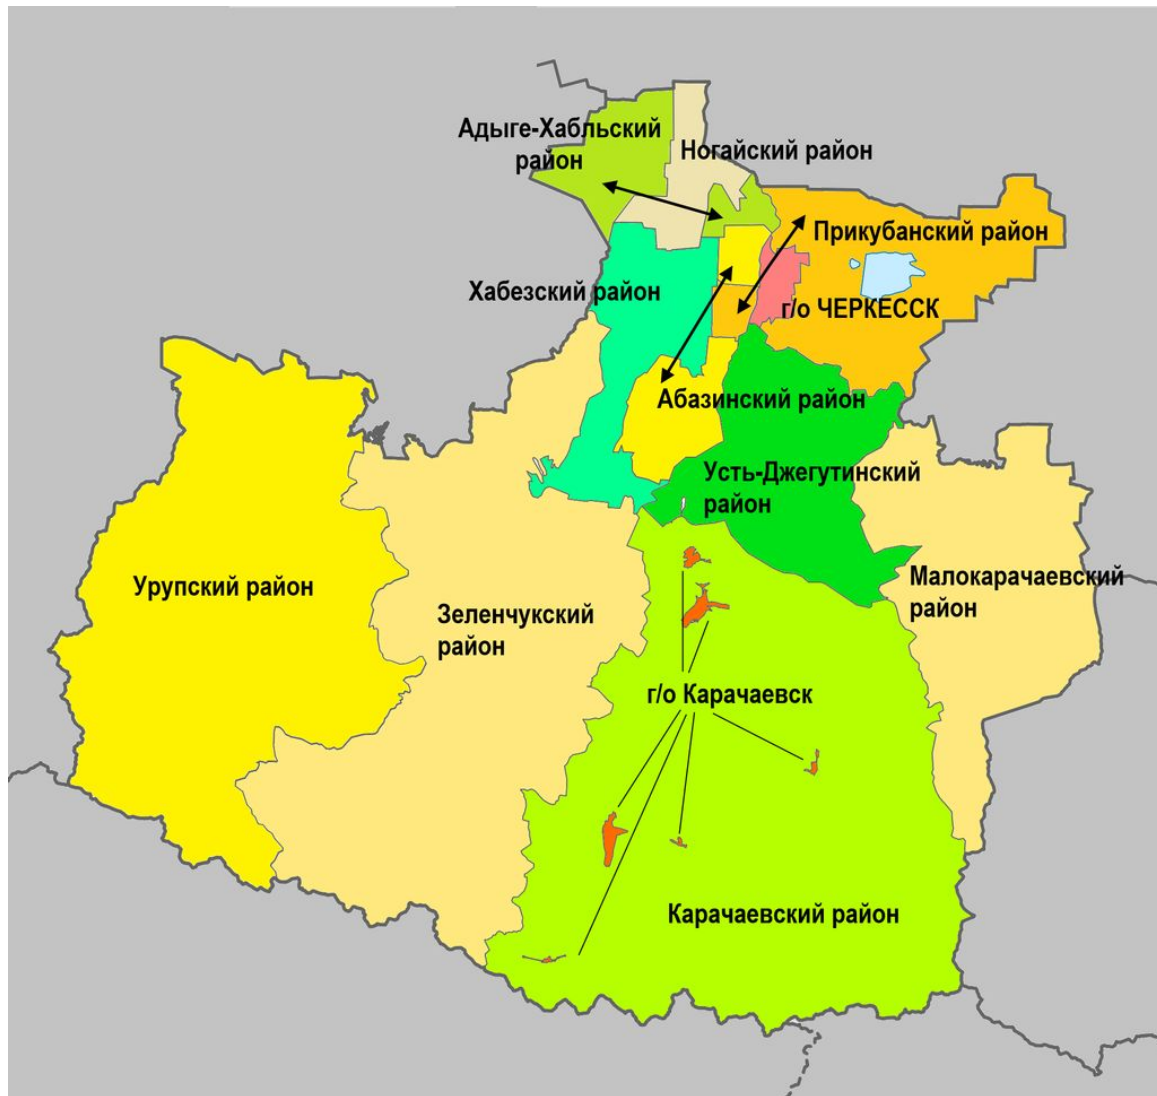 Адыге-Хабльский
район
Ногайский район
Прикубанский район
Хабезский район
г/о ЧЕРКЕССК
Абазинский район
Усть-Джегутинский
район
Урупский район
Зеленчукский
район
Малокарачаевский
район
г/о Карачаевск
Карачаевский район